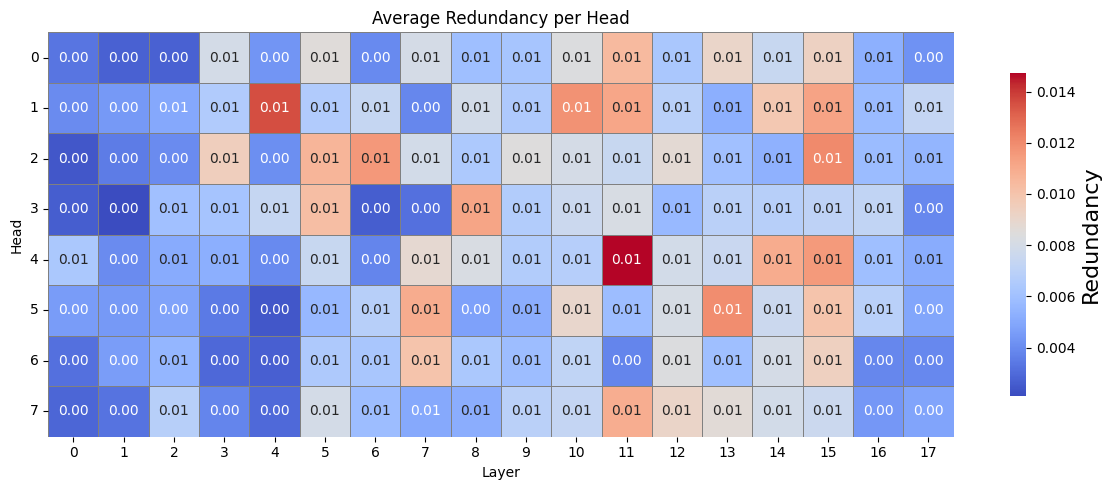 Average Redundancy per Head
0 0.00 0.00 0.00 0.01 0.00 0.01 0.00 0.01 0.01 0.01 0.01 0.01 0.01 0.01 0.01 0.01 0.01 0.00
1 0.00 0.00 0.01 0.01 0.01 0.01 0.01 0.00 0.01 0.01 0.01 0.01 0.01 0.01 0.01 0.01 0.01 0.01
2 0.00 0.00 0.00 0.01 0.00 0.01 0.01 0.01 0.01 0.01 0.01 0.01 0.01 0.01 0.01 0.01 0.01 0.01
3 0.00 0.00 0.01 0.01 0.01 0.01 0.00 0.00 0.01 0.01 0.01 0.01 0.01 0.01 0.01 0.01 0.01 0.00
4 0.01 0.00 0.01 0.01 0.00 0.01 0.00 0.01 0.01 0.01 0.01 0.01 0.01 0.01 0.01 0.01 0.01 0.01
5 0.00 0.00 0.00 0.00 0.00 0.01 0.01 0.01 0.00 0.01 0.01 0.01 0.01 0.01 0.01 0.01 0.01 0.00
6 0.00 0.00 0.01 0.00 0.00 0.01 0.01 0.01 0.01 0.01 0.01 0.00 0.01 0.01 0.01 0.01 0.00 0.00
7 0.00 0.00 0.01 0.00 0.00 0.01 0.01 0.01 0.01 0.01 0.01 0.01 0.01 0.01 0.01 0.01 0.00 0.00
Head
0 1 2 3 4 5 6 7 8 9 10 11 12 13 14 15 16 17
Layer
0.014
0.012
0.010
0.008
0.006
0.004
Redundancy